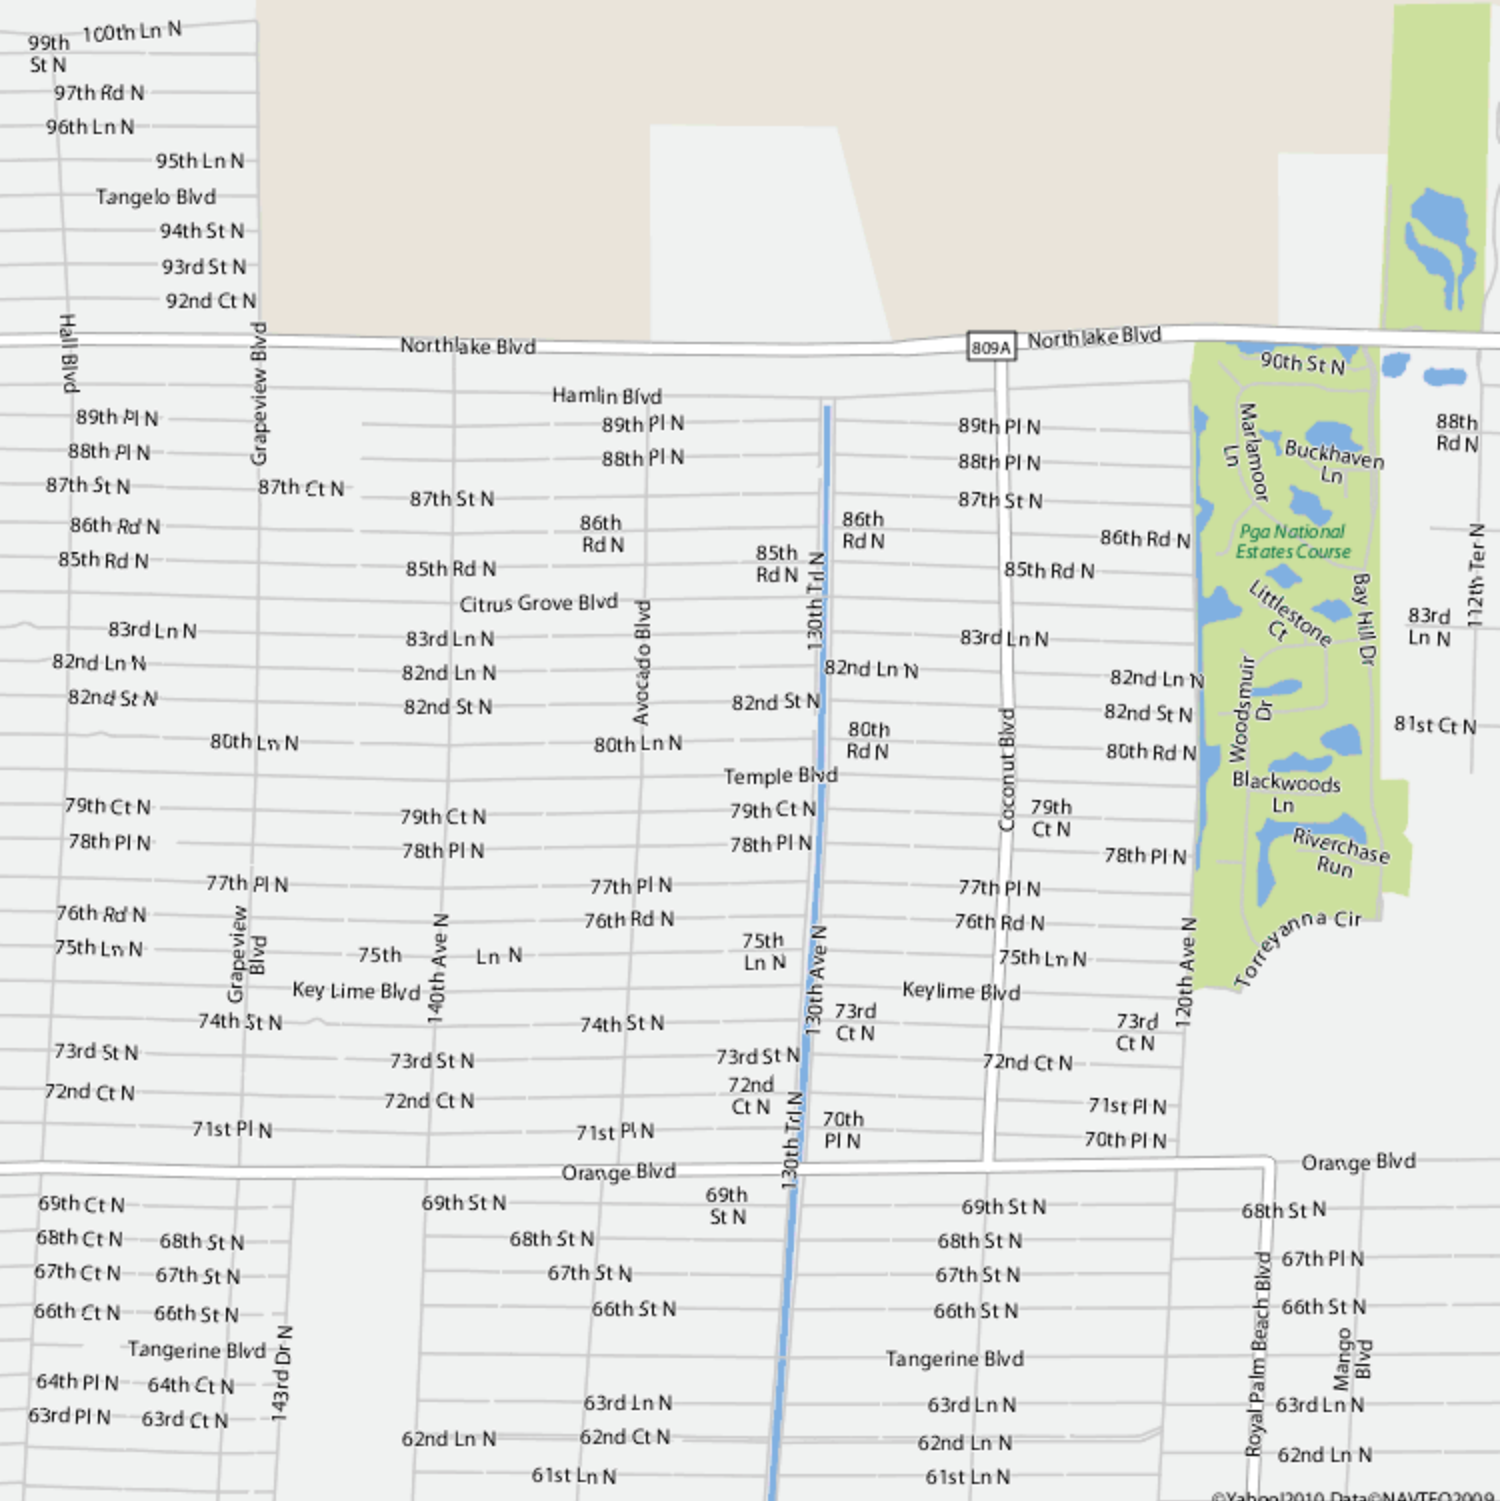 100th Ln N
99th
St N
97th Rd N
96th Ln N
95th Ln N
Tangelo Blvd
94th St N
93rd St N
92nd Ct N
Hall Blvd
Grapeview Blvd
Northlake Blvd
809A
Northlake Blvd
90th St N
Hamlin Blvd
89th Pl N
89th Pl N
89th Pl N
Marlamoor
Ln
Buckhaven
Ln
88th
Rd N
88th Pl N
88th Pl N
88th Pl N
87th St N
87th Ct N
87th St N
87th St N
86th Rd N
86th
Rd N
86th
Rd N
86th Rd N
Pga National
Estates Course
112th Ter N
85th Rd N
85th Rd N
85th
Rd N
130th Trl N
85th Rd N
Citrus Grove Blvd
Avocado Blvd
Littlestone
Ct
Bay Hill Dr
83rd
Ln N
83rd Ln N
83rd Ln N
83rd Ln N
82nd Ln N
82nd Ln N
82nd Ln N
82nd Ln N
82nd St N
82nd St N
82nd St N
82nd St N
Woodsmuir
Dr
81st Ct N
80th Ln N
80th Ln N
80th
Rd N
80th Rd N
Coconut Blvd
Temple Blvd
Blackwoods
Ln
79th Ct N
79th Ct N
79th Ct N
79th
Ct N
78th Pl N
78th Pl N
78th Pl N
78th Pl N
Riverchase
Run
77th Pl N
77th Pl N
77th Pl N
76th Rd N
76th Rd N
76th Rd N
Torreyanna Cir
Grapeview
Blvd
140th Ave N
130th Ave N
120th Ave N
75th Ln N
75th Ln N
75th
Ln N
75th Ln N
Key Lime Blvd
Keylime Blvd
74th St N
74th St N
73rd
Ct N
73rd
Ct N
73rd St N
73rd St N
73rd St N
72nd Ct N
72nd Ct N
72nd Ct N
72nd
Ct N
130th Trl N
71st Pl N
71st Pl N
71st Pl N
70th
Pl N
70th Pl N
Orange Blvd
Orange Blvd
69th Ct N
69th St N
69th
St N
69th St N
68th St N
68th Ct N
68th St N
68th St N
68th St N
67th Pl N
67th Ct N
67th St N
67th St N
67th St N
66th Ct N
66th St N
66th St N
66th St N
66th St N
Royal Palm Beach Blvd
Mango
Blvd
143rd Dr N
Tangerine Blvd
Tangerine Blvd
64th Pl N
64th Ct N
63rd Pl N
63rd Ct N
63rd Ln N
63rd Ln N
63rd Ln N
62nd Ln N
62nd Ct N
62nd Ln N
62nd Ln N
61st Ln N
61st Ln N
©Yahoo!2010, Data©NAVTEQ2009